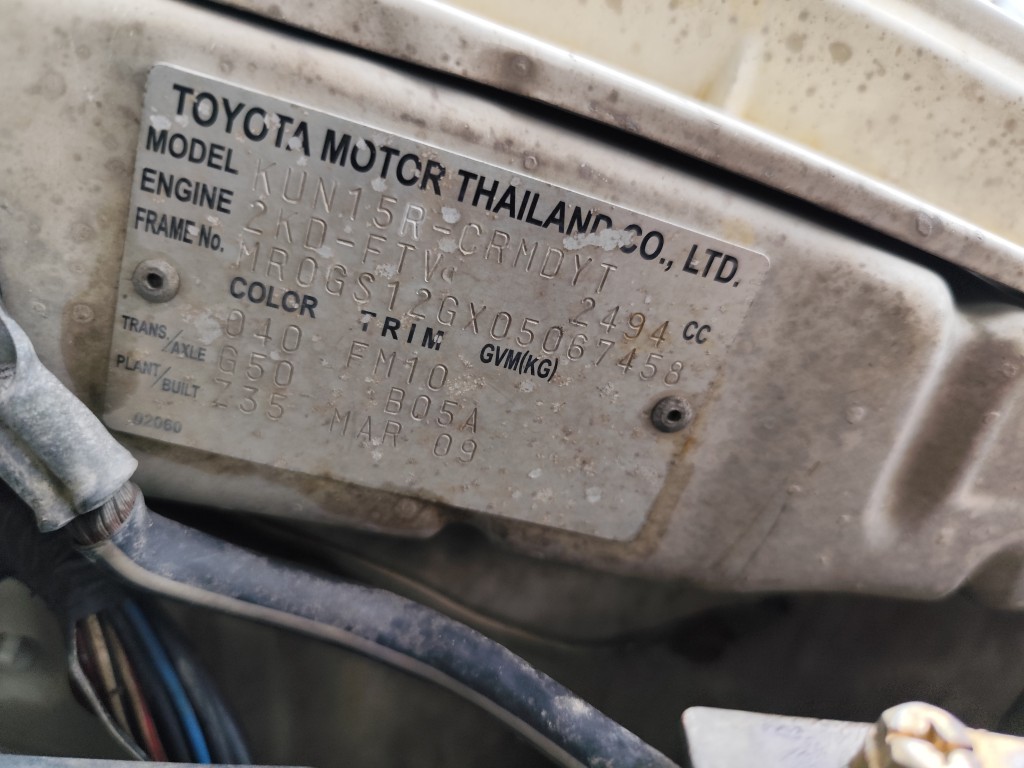 TOYOTA MOTOR THAILAND CO., LTD.
MODEL KUN15R-CRMDYT
ENGINE 2KD-FTV 2494 CC
FRAME No. MR0GS12GX05067458
COLOR TRIM GVM(KG)
040 FM10
TRANS/AXLE G50 B05A
PLANT/BUILT Z35 MAR 09
02060